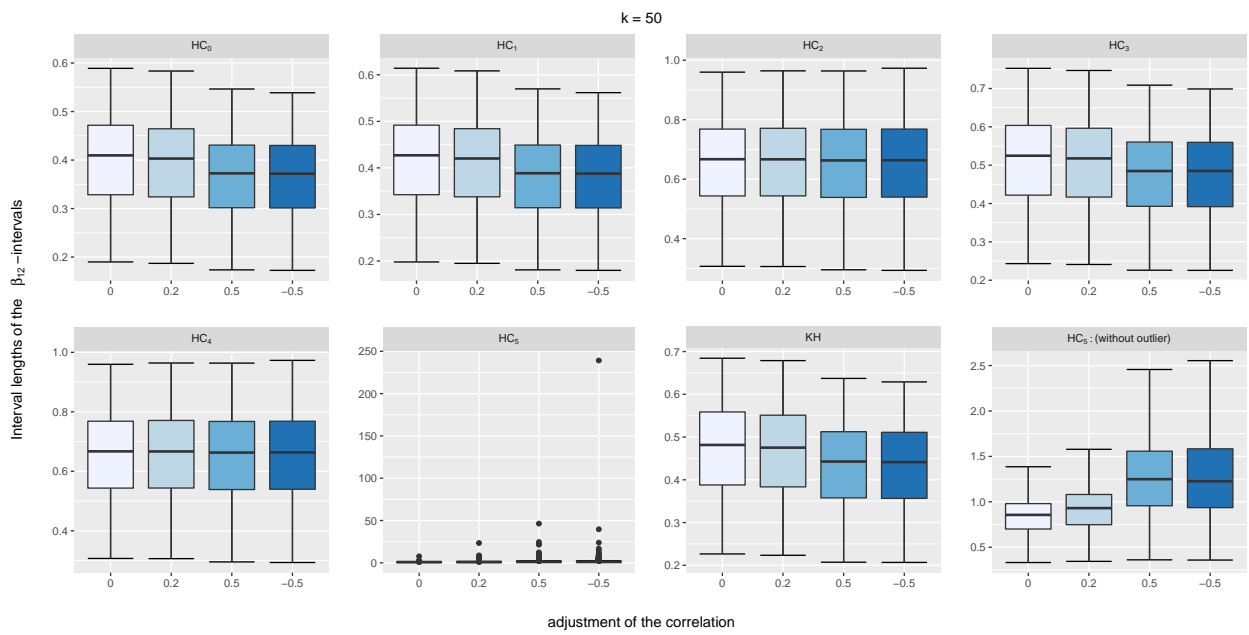 k = 50
HC₀
HC₁
HC₂
HC₃
0.6
0.5
0.4
0.3
0.2
0.6
0.5
0.4
0.3
0.2
1.0
0.8
0.6
0.4
0.7
0.6
0.5
0.4
0.3
0.2
0 0.2 0.5 −0.5
0 0.2 0.5 −0.5
0 0.2 0.5 −0.5
0 0.2 0.5 −0.5
Interval lengths of the β₁₂−intervals
HC₄
HC₅
KH
HC₅ : (without outlier)
1.0
0.8
0.6
0.4
250
200
150
100
50
0
0.7
0.6
0.5
0.4
0.3
0.2
2.5
2.0
1.5
1.0
0.5
0 0.2 0.5 −0.5
0 0.2 0.5 −0.5
0 0.2 0.5 −0.5
0 0.2 0.5 −0.5
adjustment of the correlation